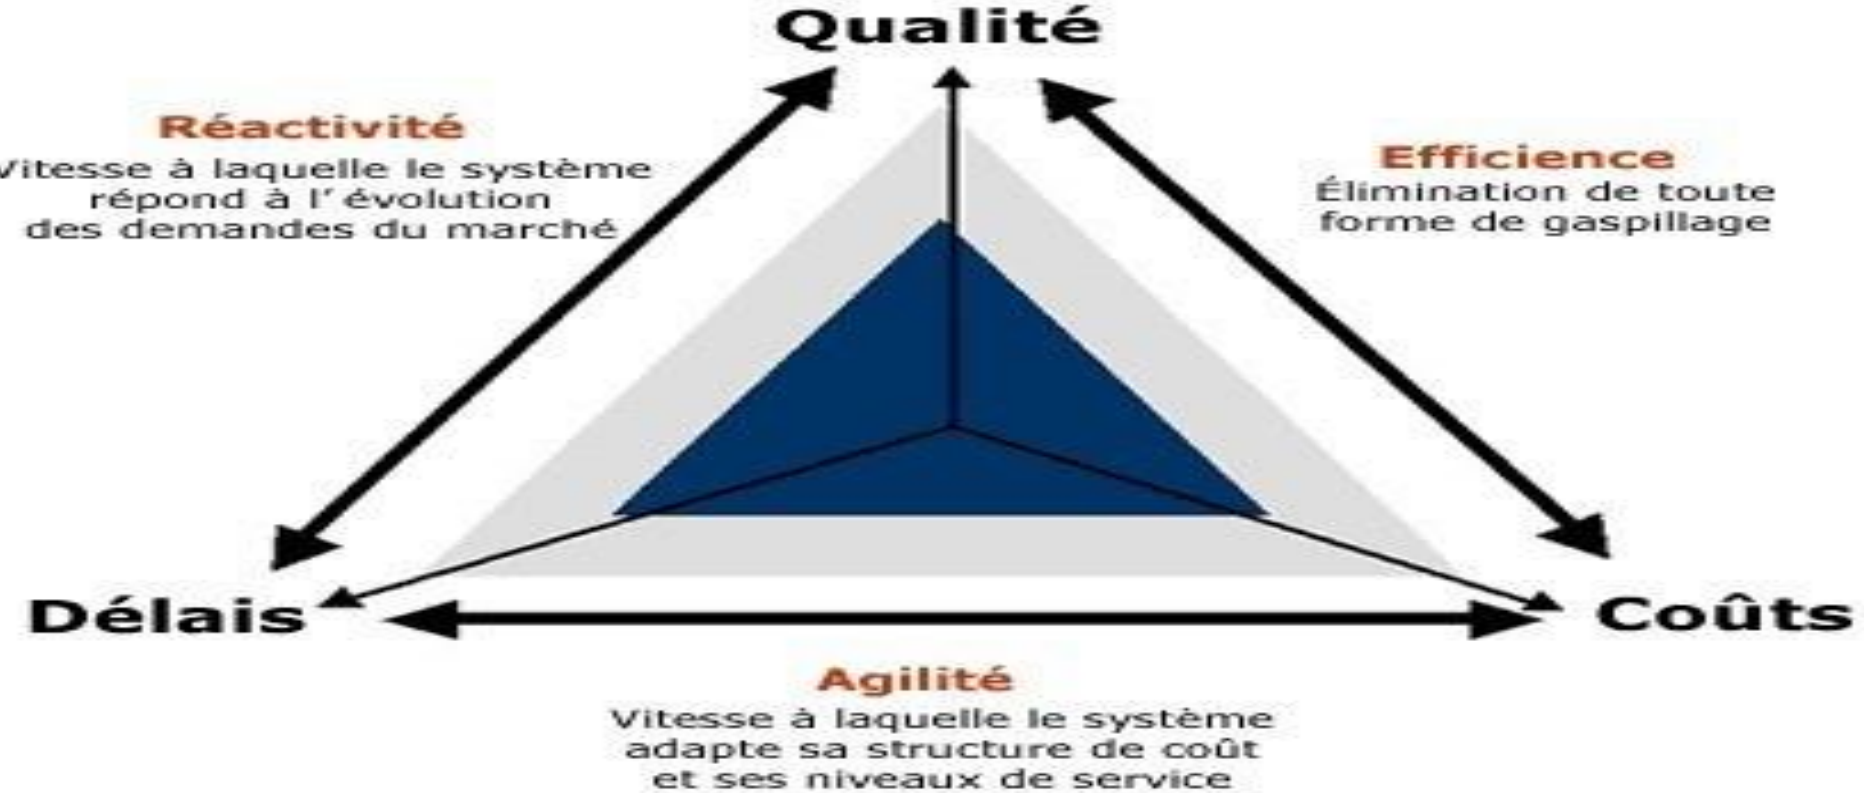 Qualité
Réactivité
Vitesse à laquelle le système
répond à l' évolution
des demandes du marché
Efficience
Élimination de toute
forme de gaspillage
Délais
Coûts
Agilité
Vitesse à laquelle le système
adapte sa structure de coût
et ses niveaux de service